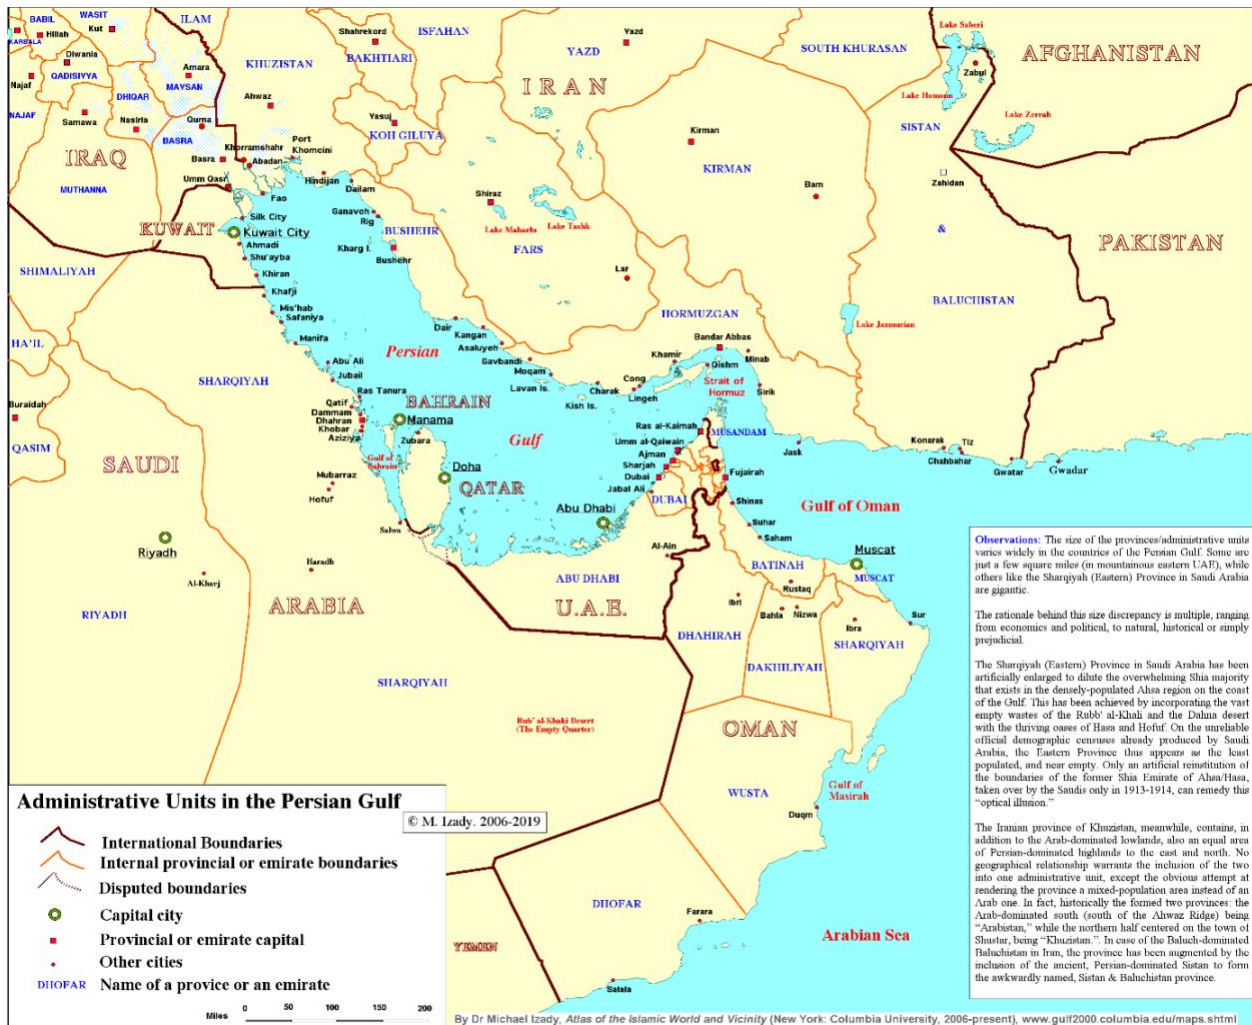 BABIL
WASIT
Kut
Hillah
KARBALA
Diwania
Najaf
QADISIYYA
Amara
MAYSAN
DHIQAR
NAJAF
Samawa
Nasiria
Qurna
BASRA
IRAQ
Basra
MUTHANNA
Umm Qasr
ILAM
KHUZISTAN
Ahwaz
Khorramshahr
Abadan
Port
Khomeini
Fao
Shahrekord
BAKHTIARI
ISFAHAN
Yasuj
KOH GILUYA
YAZD
Yazd
IRAN
SOUTH KHURASAN
Lake Saberi
Zabul
Lake Hamoun
AFGHANISTAN
Lake Zerrah
SISTAN
Zahidan
&
BALUCHISTAN
PAKISTAN
Kirman
KIRMAN
Bam
Lake Jazmurian
Hindijan
Dailam
Ganaveh
Rig
BUSHEHR
Kharg I.
Bushehr
Shiraz
Lake Maharlu
Lake Tashk
FARS
Lar
HORMUZGAN
Bandar Abbas
Khamir
Qishm
Minab
Strait of
Hormuz
Sirik
Jask
Konarak
Tiz
Chahbahar
Gwatar
Gwadar
Dair
Kangan
Asaluyeh
Gavbandi
Moqam
Lavan Is.
Charak
Kish Is.
Cong
Lingeh
KUWAIT
Silk City
Kuwait City
Ahmadi
Shu'ayba
Khiran
Khafji
Mis'hab
Safaniya
Manifa
Abu Ali
Jubail
Ras Tanura
Qatif
Dammam
Dhahran
Khobar
Aziziya
Persian
Gulf
BAHRAIN
Manama
Zubara
Gulf of
Bahrain
Doha
QATAR
Salwa
SHIMALIYAH
HA'IL
Buraidah
QASIM
SHARQIYAH
SAUDI
Mubarraz
Hofuf
Riyadh
Al-Kharj
Haradh
ARABIA
RIYADH
SHARQIYAH
Rub' al-Khaki Desert
(The Empty Quarter)
Ras al-Kaimah
MUSANDAM
Umm al-Qaiwain
Ajman
Sharjah
Dubai
Jabal Ali
DUBAI
Fujairah
Abu Dhabi
Al-Ain
ABU DHABI
U.A.E.
Gulf of Oman
Shinas
Suhar
Saham
BATINAH
Muscat
MUSCAT
Rustaq
Ibri
Bahla
Nizwa
Ibra
Sur
DHAHIRAH
DAKHILIYAH
SHARQIYAH
OMAN
WUSTA
Gulf of
Masirah
Duqm
DHOFAR
Farara
Salala
YEMEN
Arabian Sea
Observations: The size of the provinces/administrative units
varies widely in the countries of the Persian Gulf. Some are
just a few square miles (in mountainous eastern UAE), while
others like the Sharqiyah (Eastern) Province in Saudi Arabia
are gigantic.
The rationale behind this size discrepancy is multiple, ranging
from economics and political, to natural, historical or simply
prejudicial.
The Sharqiyah (Eastern) Province in Saudi Arabia has been
artificially enlarged to dilute the overwhelming Shia majority
that exists in the densely-populated Ahsa region on the coast
of the Gulf. This has been achieved by incorporating the vast
empty wastes of the Rubb' al-Khali and the Dahna desert
with the thriving oases of Hasa and Hofuf. On the unreliable
official demographic censuses already produced by Saudi
Arabia, the Eastern Province thus appears as the least
populated, and near empty. Only an artificial reinstitution of
the boundaries of the former Shia Emirate of Ahsa/Hasa,
taken over by the Saudis only in 1913-1914, can remedy this
"optical illusion."
The Iranian province of Khuzistan, meanwhile, contains, in
addition to the Arab-dominated lowlands, also an equal area
of Persian-dominated highlands to the east and north. No
geographical relationship warrants the inclusion of the two
into one administrative unit, except the obvious attempt at
rendering the province a mixed-population area instead of an
Arab one. In fact, historically the formed two provinces: the
Arab-dominated south (south of the Ahwaz Ridge) being
"Arabistan," while the northern half centered on the town of
Shustar, being "Khuzistan.". In case of the Baluch-dominated
Baluchistan in Iran, the province has been augmented by the
inclusion of the ancient, Persian-dominated Sistan to form
the awkwardly named, Sistan & Baluchistan province.
Administrative Units in the Persian Gulf
© M. Izady. 2006-2019
International Boundaries
Internal provincial or emirate boundaries
Disputed boundaries
Capital city
Provincial or emirate capital
Other cities
DHOFAR Name of a provice or an emirate
Miles 0 50 100 150 200
By Dr Michael Izady, Atlas of the Islamic World and Vicinity (New York: Columbia University, 2006-present), www.gulf2000.columbia.edu/maps.shtml